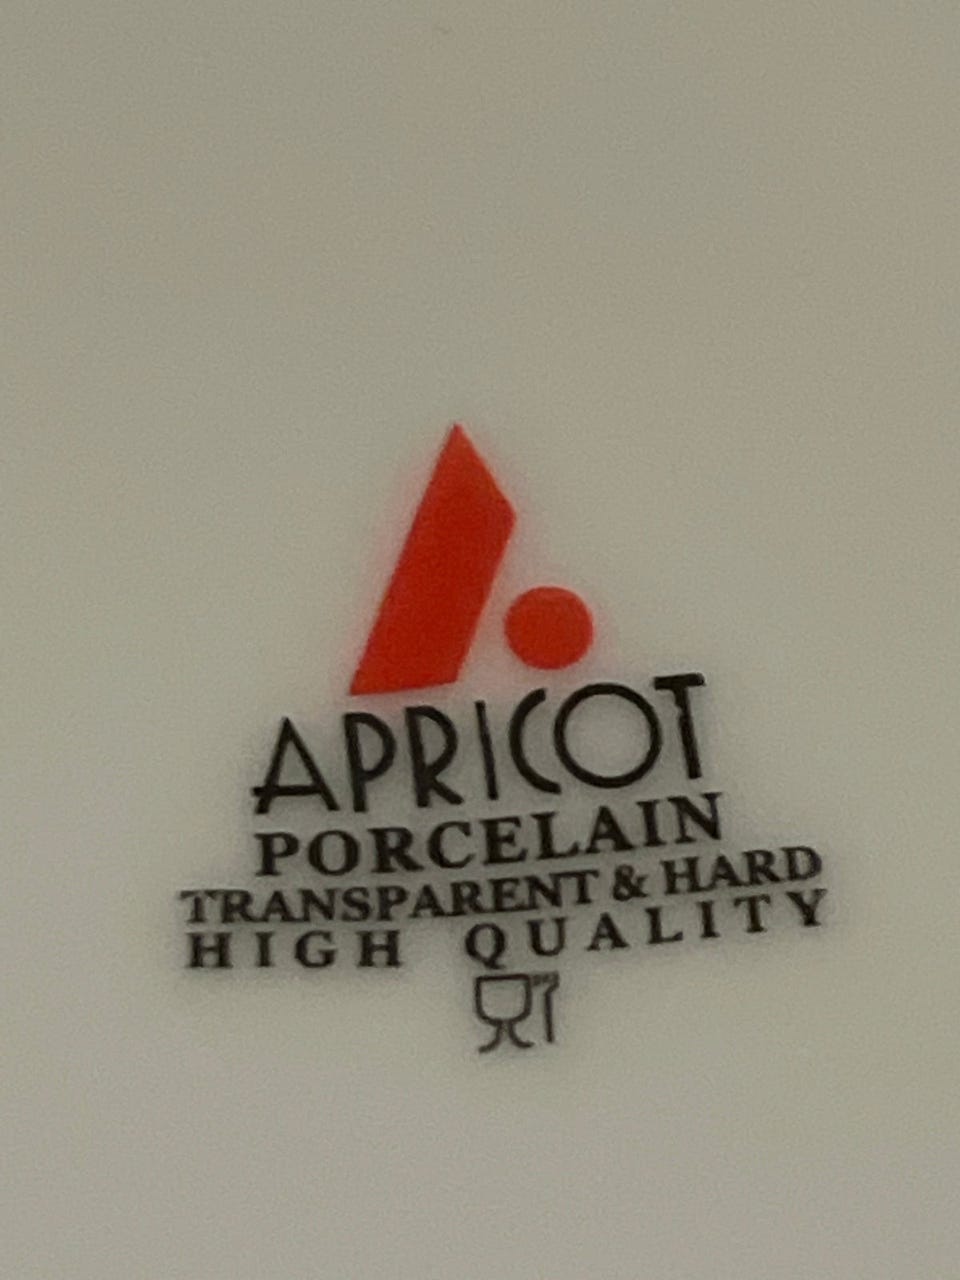 APRICOT
PORCELAIN
TRANSPARENT & HARD
HIGH QUALITY